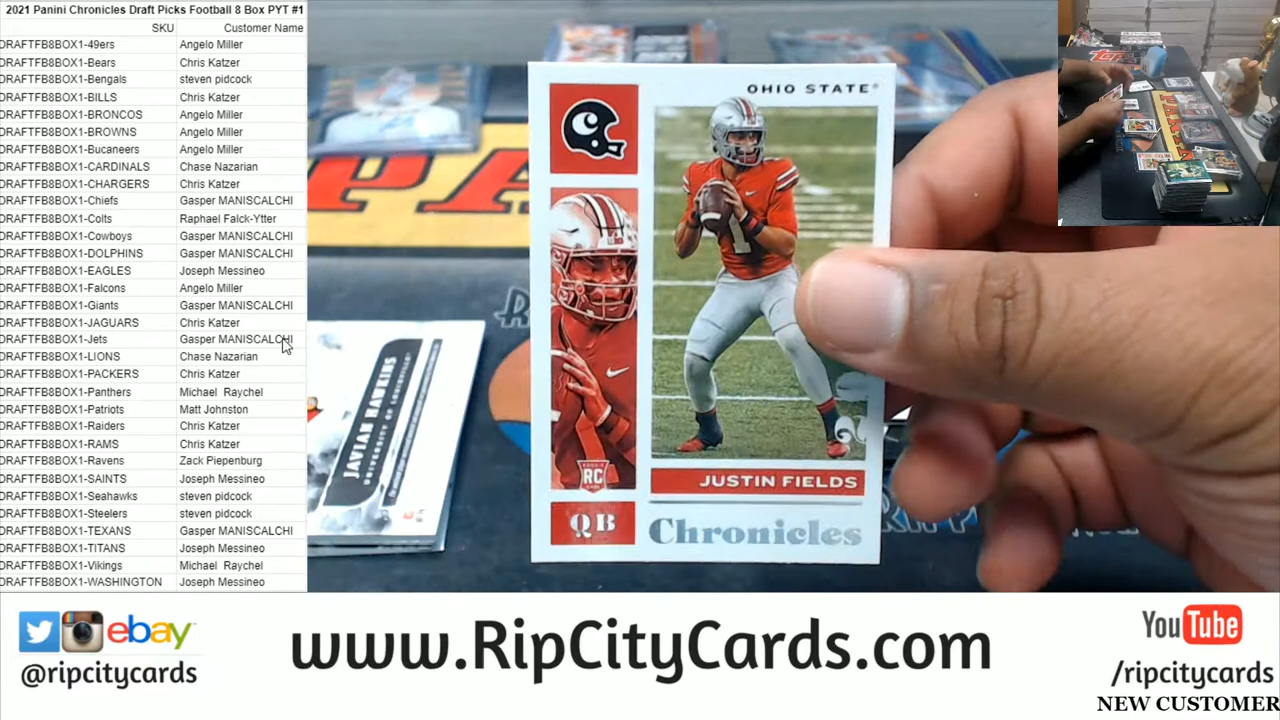 2021 Panini Chronicles Draft Picks Football 8 Box PYT #1
SKU Customer Name
DRAFTFB8BOX1-49ers Angelo Miller
DRAFTFB8BOX1-Bears Chris Katzer
DRAFTFB8BOX1-Bengals steven pidcock
DRAFTFB8BOX1-BILLS Chris Katzer
DRAFTFB8BOX1-BRONCOS Angelo Miller
DRAFTFB8BOX1-BROWNS Angelo Miller
DRAFTFB8BOX1-Bucaneers Angelo Miller
DRAFTFB8BOX1-CARDINALS Chase Nazarian
DRAFTFB8BOX1-CHARGERS Chris Katzer
DRAFTFB8BOX1-Chiefs Gasper MANISCALCHI
DRAFTFB8BOX1-Colts Raphael Falck-Ytter
DRAFTFB8BOX1-Cowboys Gasper MANISCALCHI
DRAFTFB8BOX1-DOLPHINS Gasper MANISCALCHI
DRAFTFB8BOX1-EAGLES Joseph Messineo
DRAFTFB8BOX1-Falcons Angelo Miller
DRAFTFB8BOX1-Giants Gasper MANISCALCHI
DRAFTFB8BOX1-JAGUARS Chris Katzer
DRAFTFB8BOX1-Jets Gasper MANISCALCHI
DRAFTFB8BOX1-LIONS Chase Nazarian
DRAFTFB8BOX1-PACKERS Chris Katzer
DRAFTFB8BOX1-Panthers Michael Raychel
DRAFTFB8BOX1-Patriots Matt Johnston
DRAFTFB8BOX1-Raiders Chris Katzer
DRAFTFB8BOX1-RAMS Chris Katzer
DRAFTFB8BOX1-Ravens Zack Piepenburg
DRAFTFB8BOX1-SAINTS Joseph Messineo
DRAFTFB8BOX1-Seahawks steven pidcock
DRAFTFB8BOX1-Steelers steven pidcock
DRAFTFB8BOX1-TEXANS Gasper MANISCALCHI
DRAFTFB8BOX1-TITANS Joseph Messineo
DRAFTFB8BOX1-Vikings Michael Raychel
DRAFTFB8BOX1-WASHINGTON Joseph Messineo
OHIO STATE
1
ROOKIE
RC
JUSTIN FIELDS
QB
Chronicles
JAVIAN HAWKINS
UNIVERSITY OF LOUISVILLE
ebay
@ripcitycards
www.RipCityCards.com
YouTube
/ripcitycards
NEW CUSTOMER